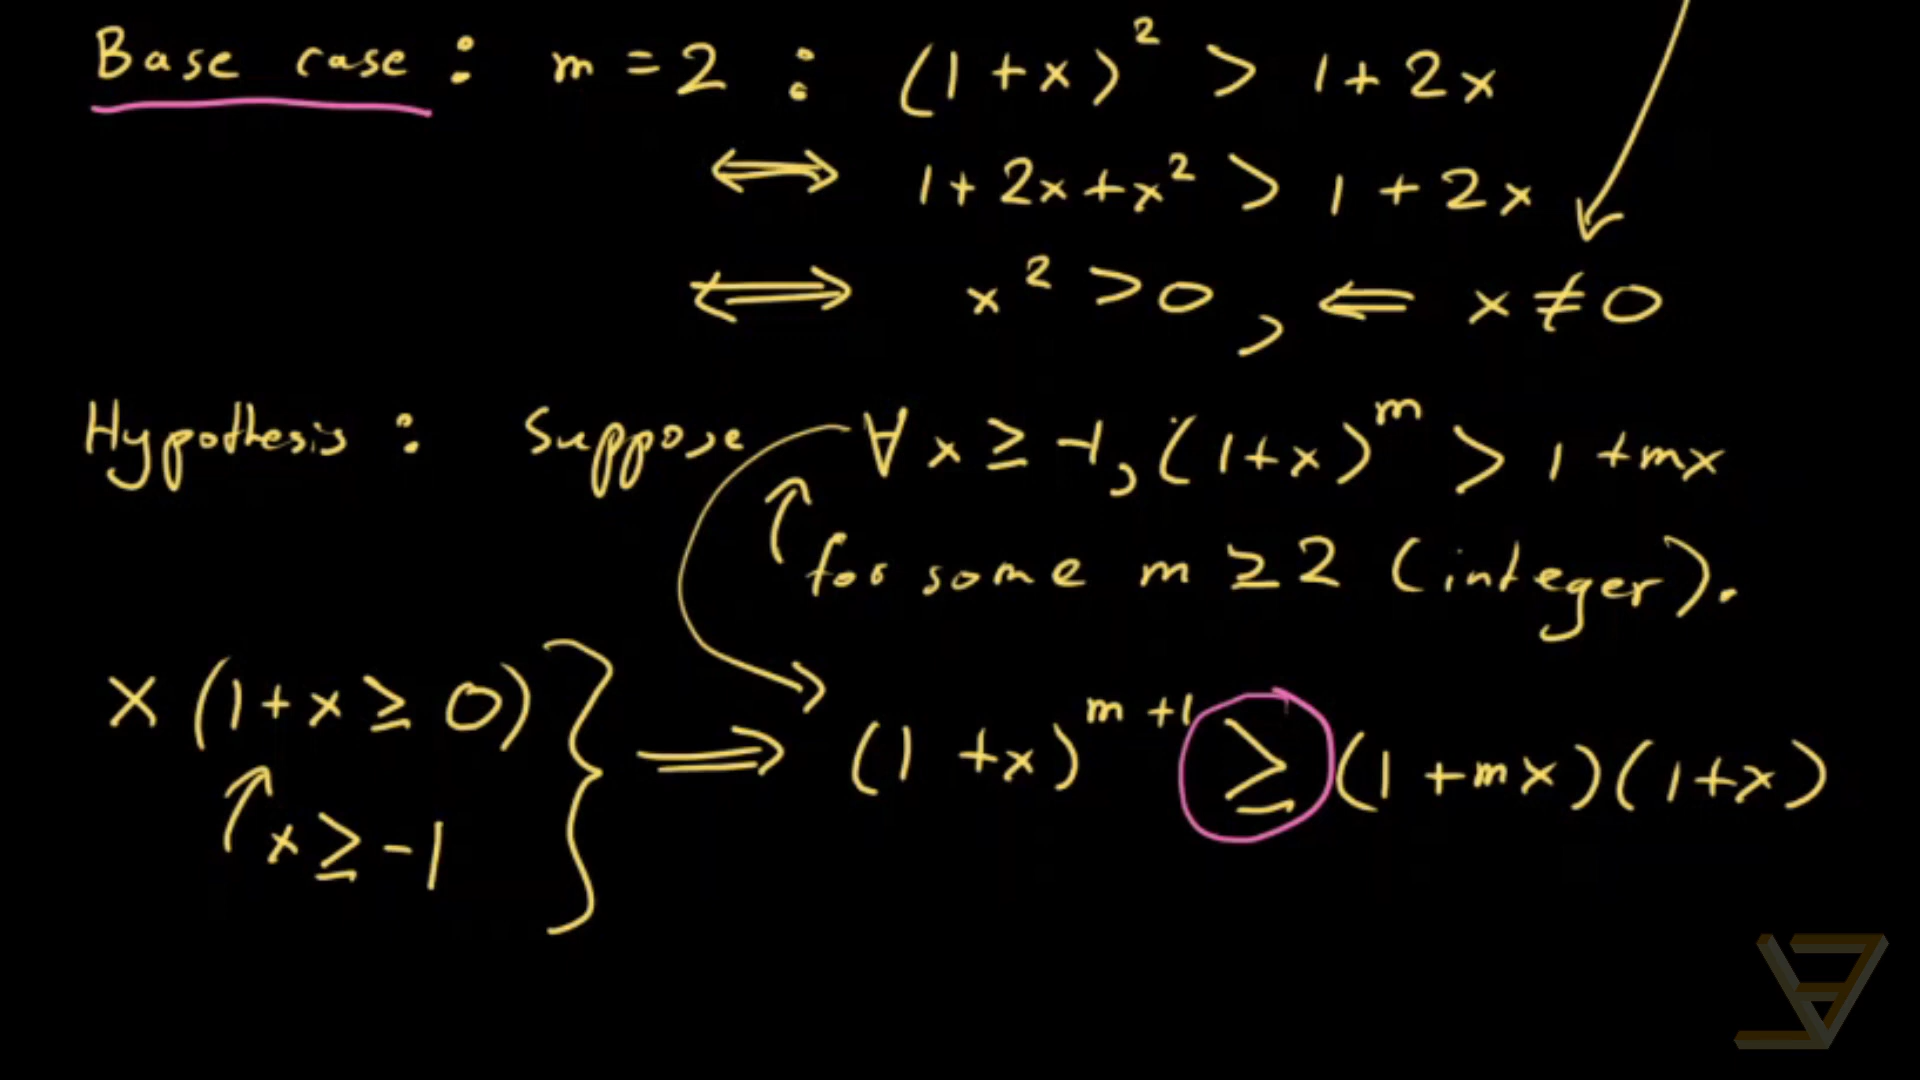 Base case : m = 2 : (1 + x)² > 1 + 2x
⟺ 1 + 2x + x² > 1 + 2x
⟺ x² > 0 , ⟸ x ≠ 0
Hypothesis : Suppose ∀ x ≥ -1, (1+x)ᵐ > 1 + mx
for some m ≥ 2 (integer).
x (1 + x ≥ 0) } ⟹ (1 + x)ᵐ⁺¹ ≥ (1 + mx)(1 + x)
x ≥ -1